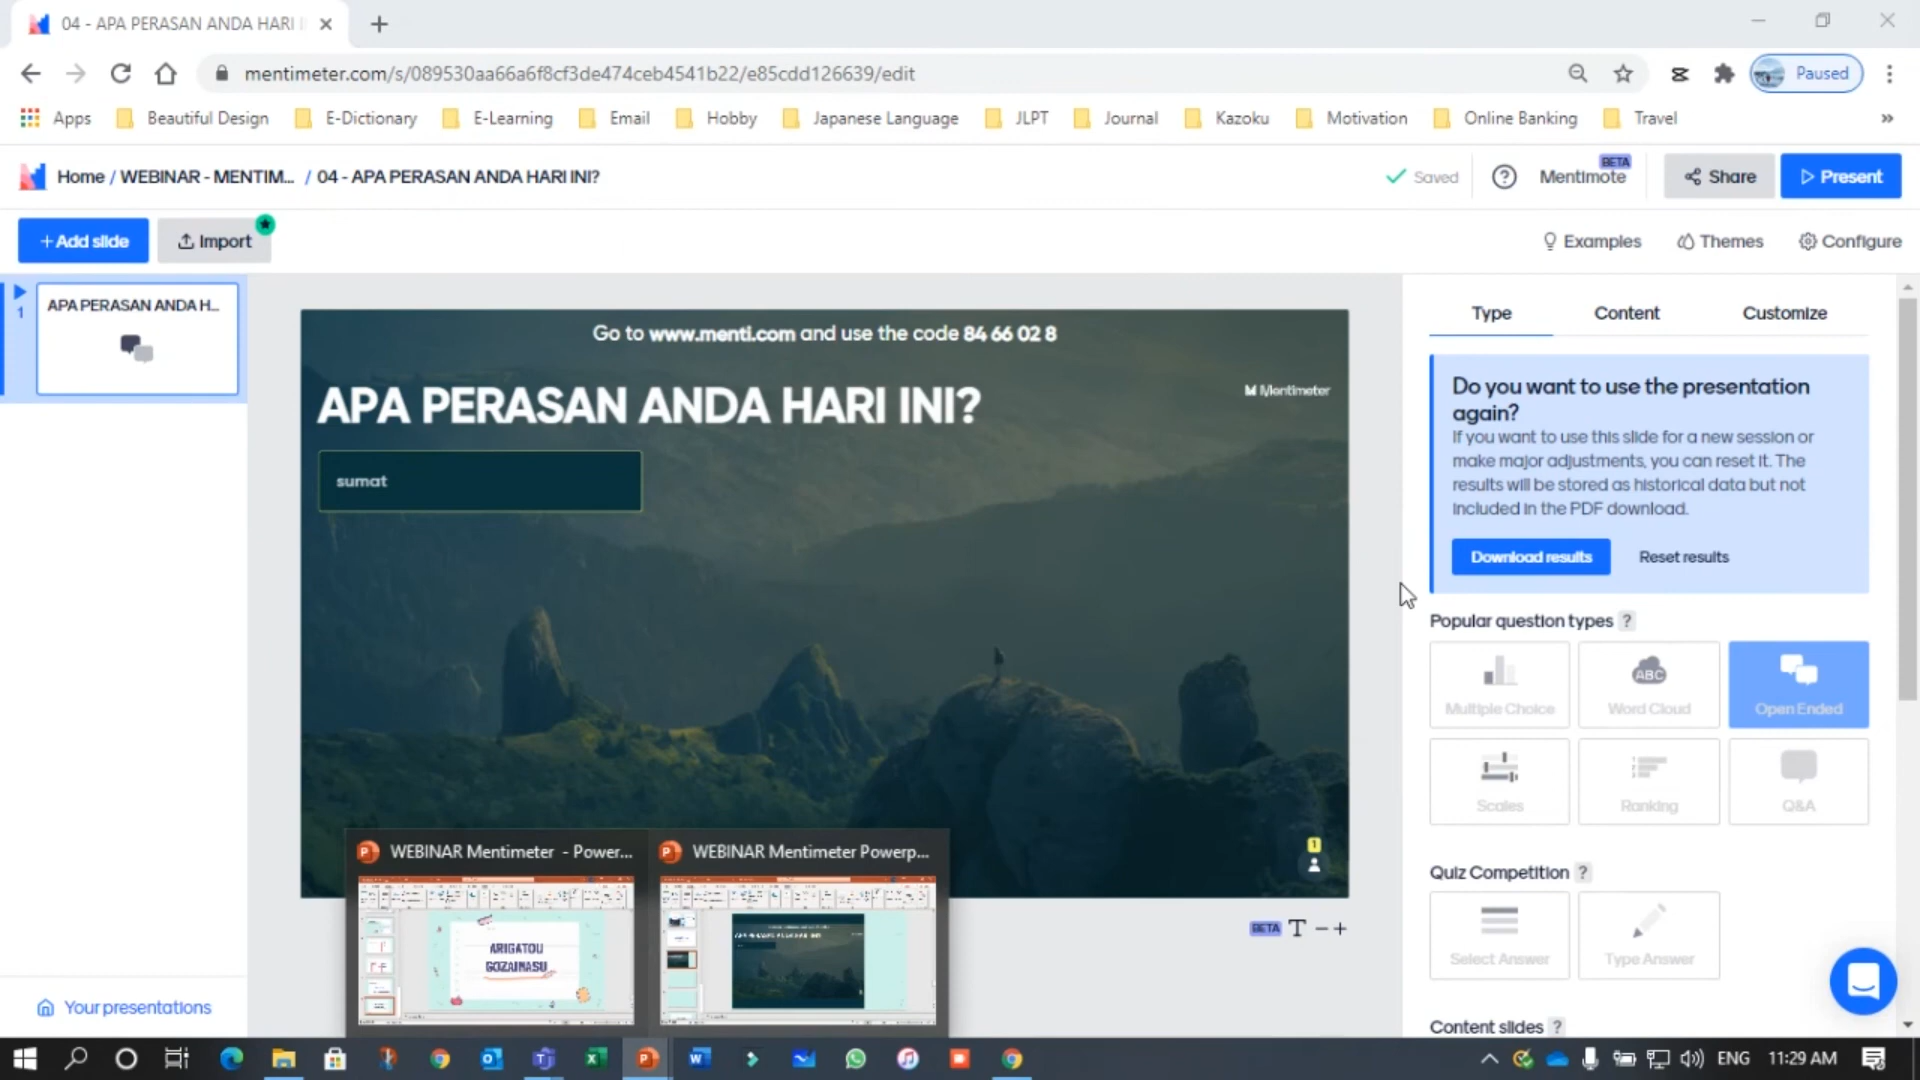 04 - APA PERASAN ANDA HARI I
mentimeter.com/s/089530aa66a6f8cf3de474ceb4541b22/e85cdd126639/edit
Paused
Apps
Beautiful Design
E-Dictionary
E-Learning
Email
Hobby
Japanese Language
JLPT
Journal
Kazoku
Motivation
Online Banking
Travel
»
Home / WEBINAR - MENTIM... / 04 - APA PERASAN ANDA HARI INI?
Saved
Mentimote
BETA
Share
Present
+ Add slide
Import
Examples
Themes
Configure
1
APA PERASAN ANDA H...
Go to www.menti.com and use the code 84 66 02 8
APA PERASAN ANDA HARI INI?
Mentimeter
sumat
1
BETA T − +
Type
Content
Customize
Do you want to use the presentation
again?
If you want to use this slide for a new session or
make major adjustments, you can reset it. The
results will be stored as historical data but not
included in the PDF download.
Download results
Reset results
Popular question types ?
Multiple Choice
ABC
Word Cloud
Open Ended
Scales
Ranking
Q&A
Quiz Competition ?
Select Answer
Type Answer
Content slides ?
Your presentations
WEBINAR Mentimeter - Power...
WEBINAR Mentimeter Powerp...
ARIGATOU
GOZAIMASU
ENG
11:29 AM